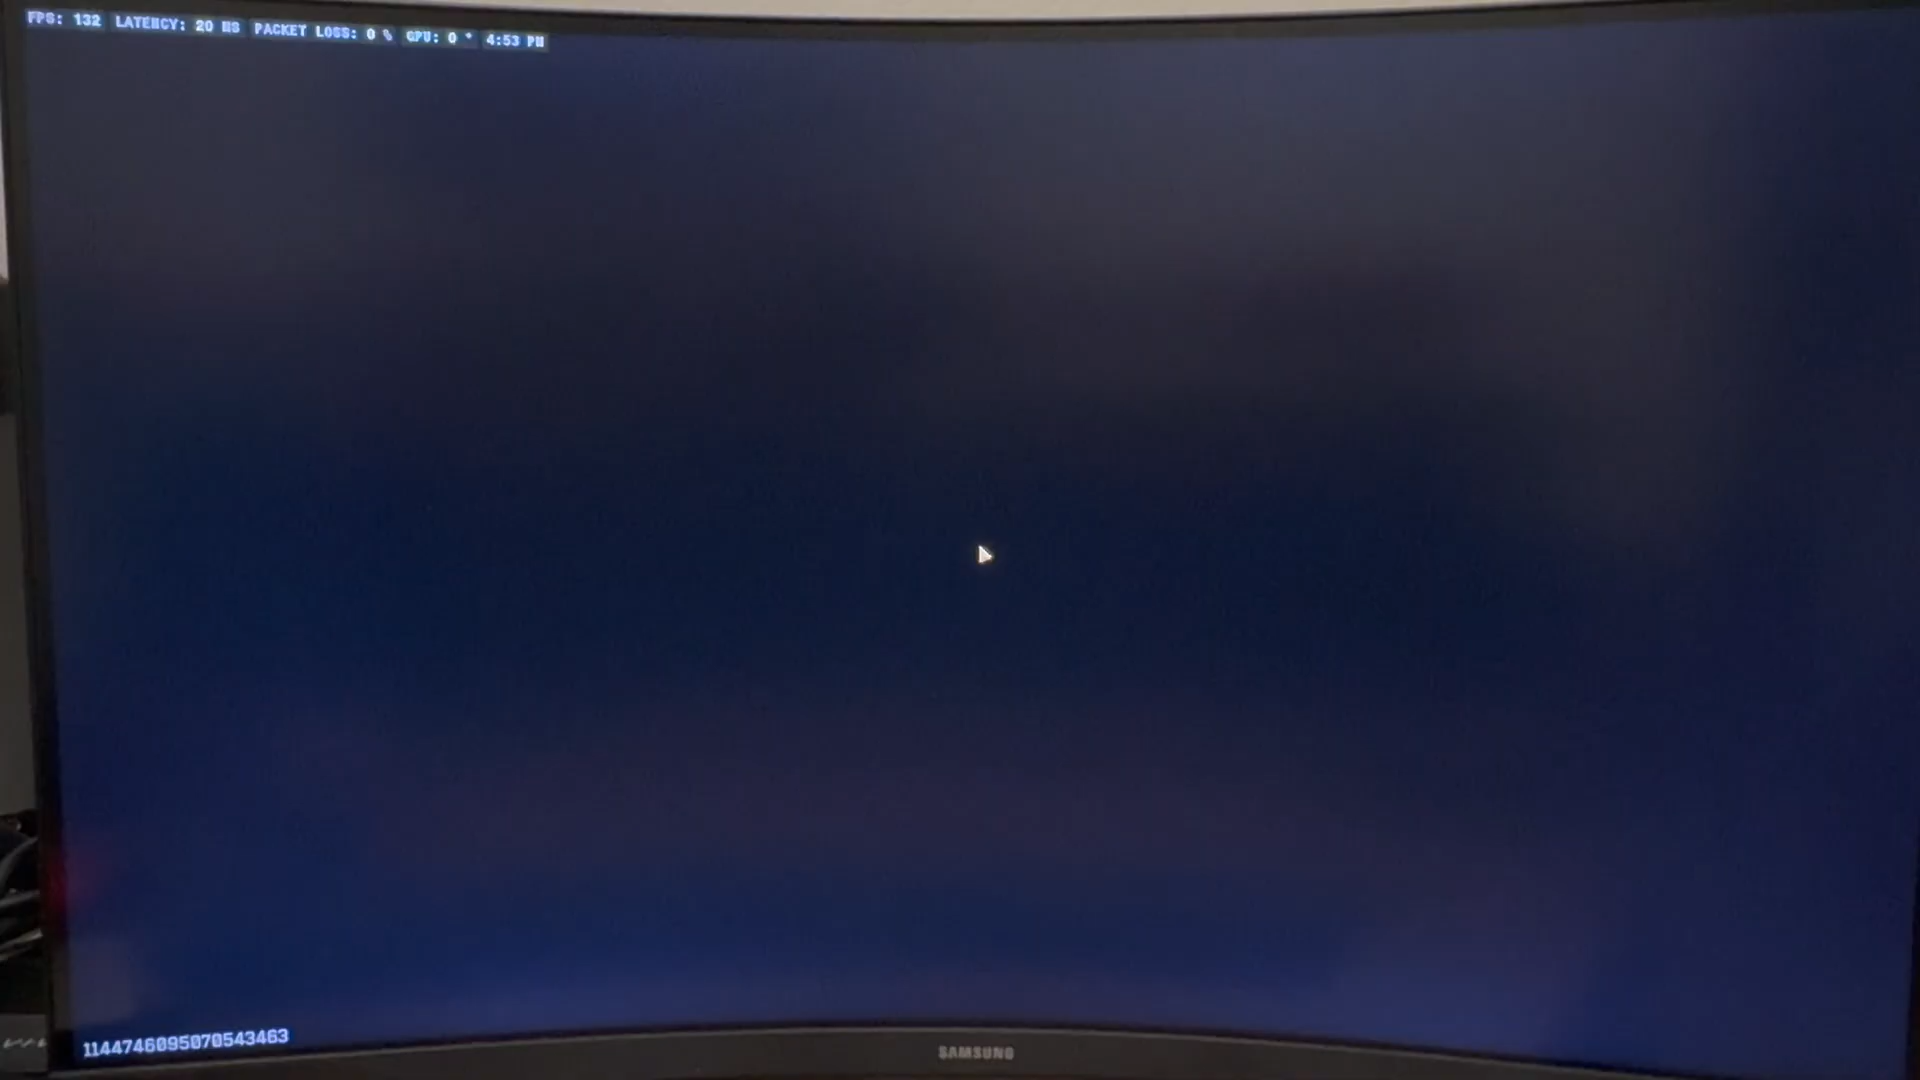 FPS: 132 LATENCY: 20 MS PACKET LOSS: 0 % GPU: 0 ° 4:53 PM
1144746095070543463
SAMSUNG